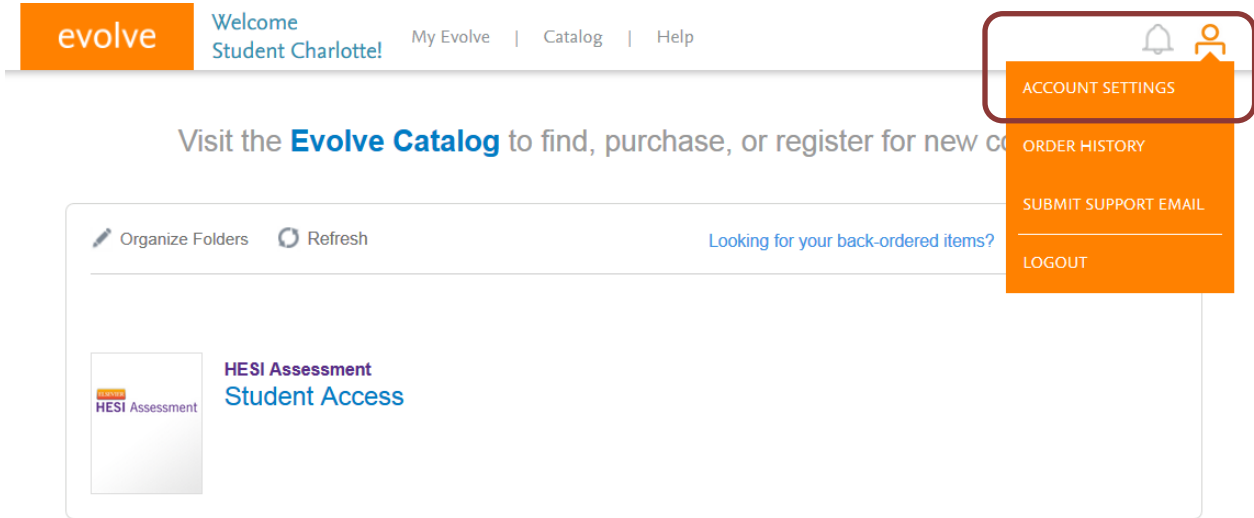 evolve
Welcome
Student Charlotte!
My Evolve | Catalog | Help
ACCOUNT SETTINGS
Visit the Evolve Catalog to find, purchase, or register for new
ORDER HISTORY
SUBMIT SUPPORT EMAIL
Organize Folders Refresh Looking for your back-ordered items?
LOGOUT
HESI Assessment
Student Access
ELSEVIER
HESI Assessment